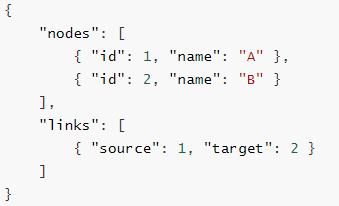 {
    "nodes": [
        { "id": 1, "name": "A" },
        { "id": 2, "name": "B" }
    ],
    "links": [
        { "source": 1, "target": 2 }
    ]
}